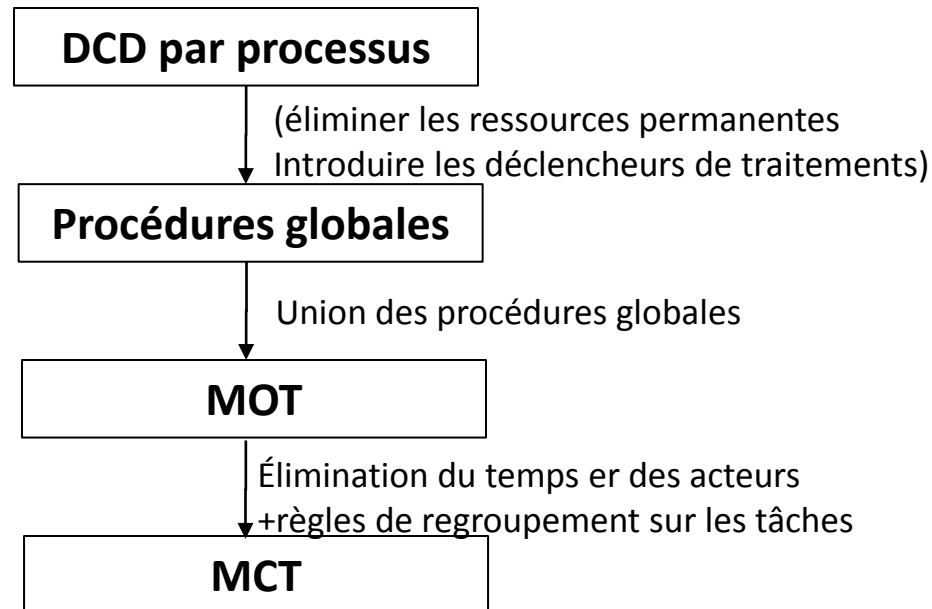 DCD par processus
(éliminer les ressources permanentes
Introduire les déclencheurs de traitements)
Procédures globales
Union des procédures globales
MOT
Élimination du temps er des acteurs
+règles de regroupement sur les tâches
MCT